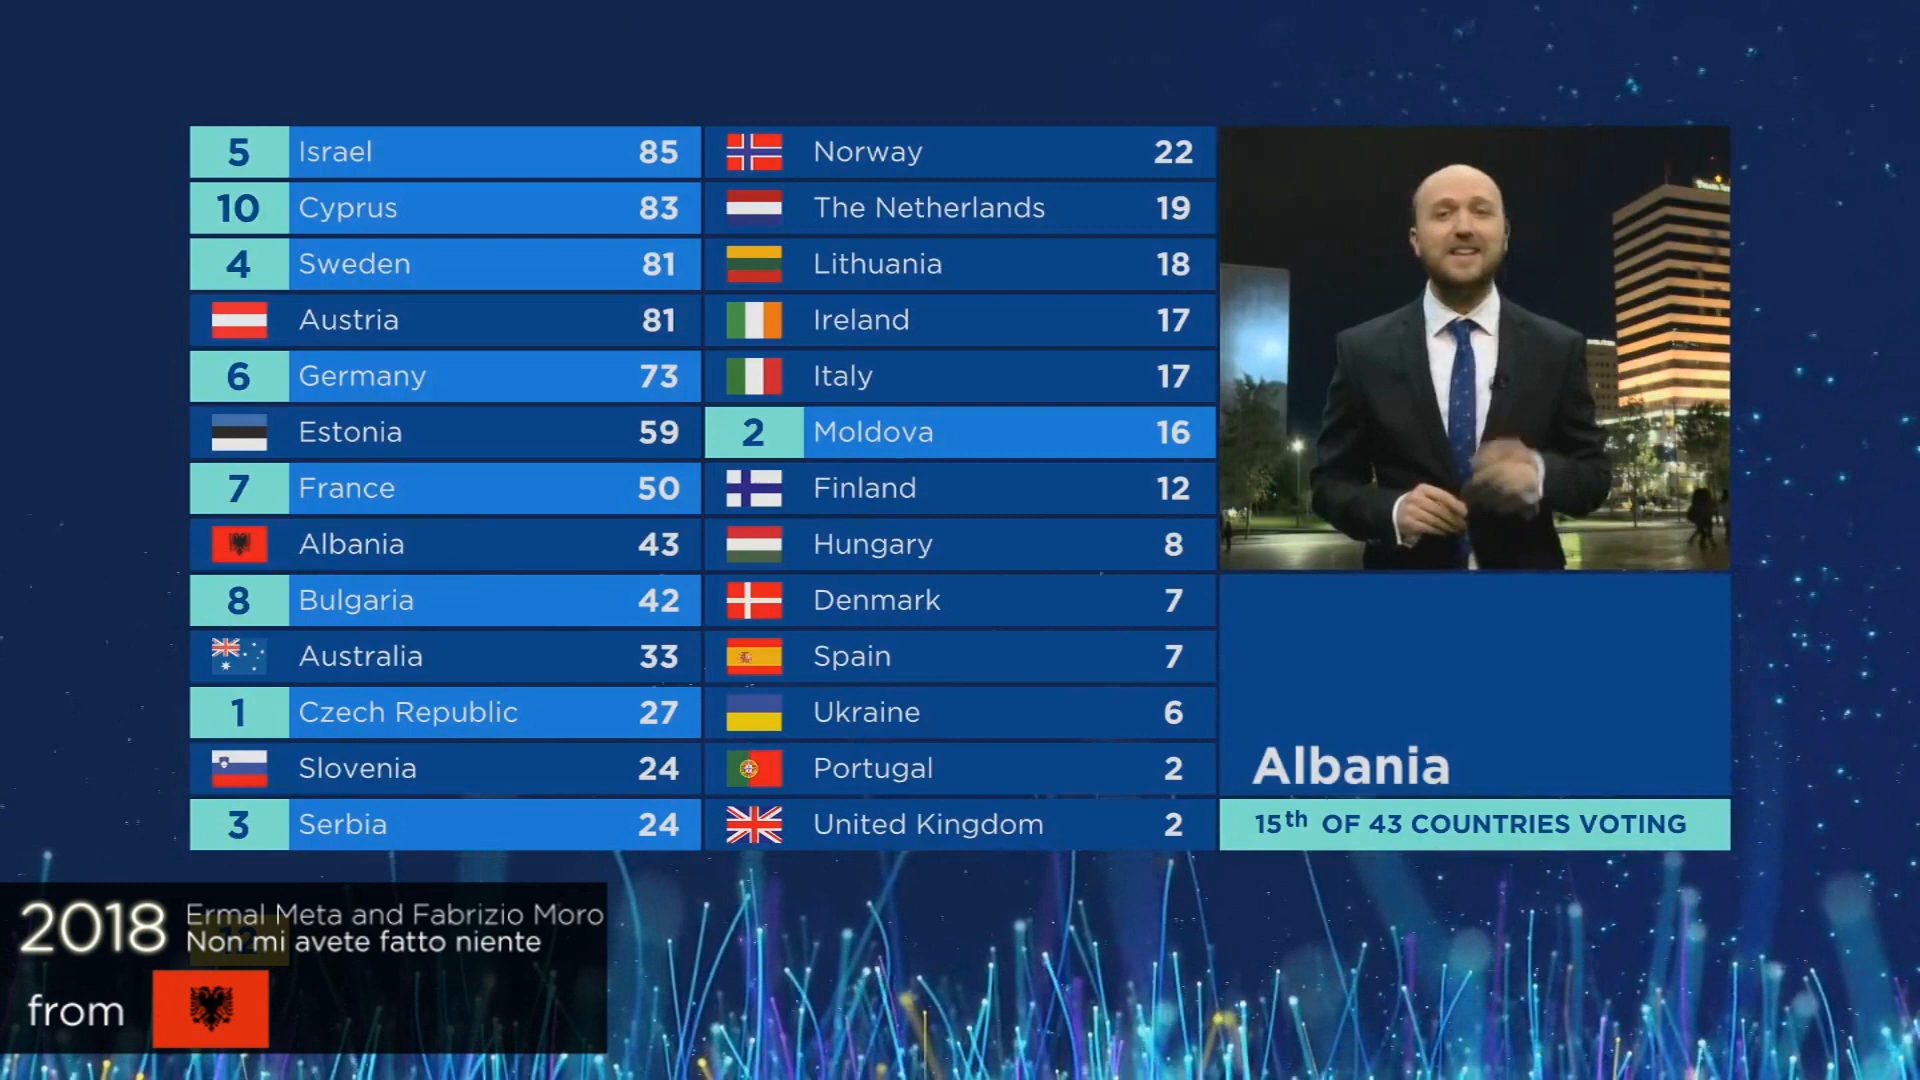 5 Israel 85
10 Cyprus 83
4 Sweden 81
Austria 81
6 Germany 73
Estonia 59
7 France 50
Albania 43
8 Bulgaria 42
Australia 33
1 Czech Republic 27
Slovenia 24
3 Serbia 24
Norway 22
The Netherlands 19
Lithuania 18
Ireland 17
Italy 17
2 Moldova 16
Finland 12
Hungary 8
Denmark 7
Spain 7
Ukraine 6
Portugal 2
United Kingdom 2
Albania
15th OF 43 COUNTRIES VOTING
2018
Ermal Meta and Fabrizio Moro
Non mi avete fatto niente
12
from